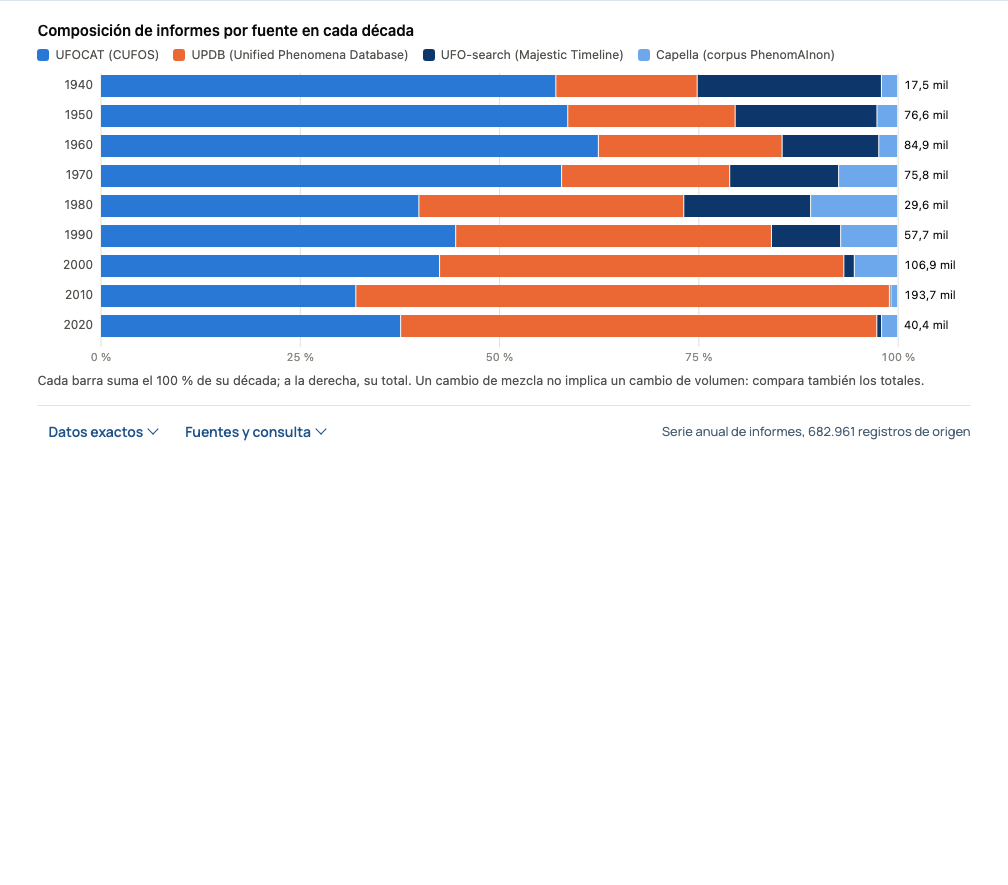 Composición de informes por fuente en cada década
UFOCAT (CUFOS) UPDB (Unified Phenomena Database) UFO-search (Majestic Timeline) Capella (corpus PhenomAInon)
1940 17,5 mil
1950 76,6 mil
1960 84,9 mil
1970 75,8 mil
1980 29,6 mil
1990 57,7 mil
2000 106,9 mil
2010 193,7 mil
2020 40,4 mil
0 % 25 % 50 % 75 % 100 %
Cada barra suma el 100 % de su década; a la derecha, su total. Un cambio de mezcla no implica un cambio de volumen: compara también los totales.
Datos exactos Fuentes y consulta Serie anual de informes, 682.961 registros de origen